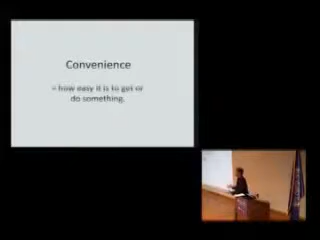 Convenience
= how easy it is to get or
do something.